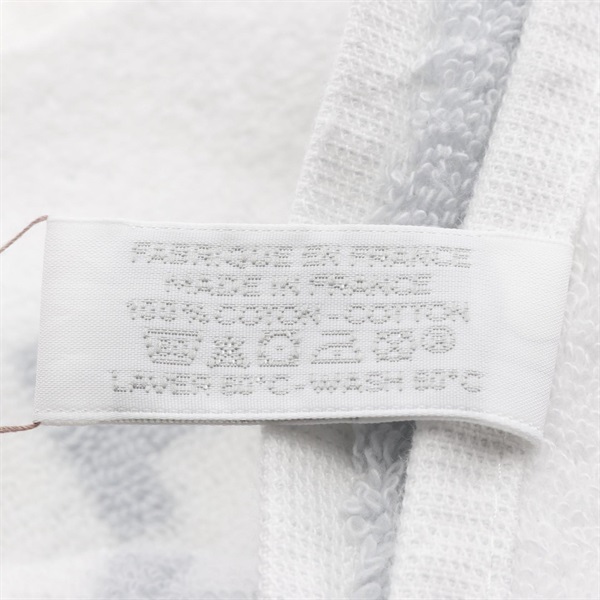 FABRIQUE EN FRANCE
MADE IN FRANCE
100% COTON - COTTON
LAVER 60°C - WASH 60°C